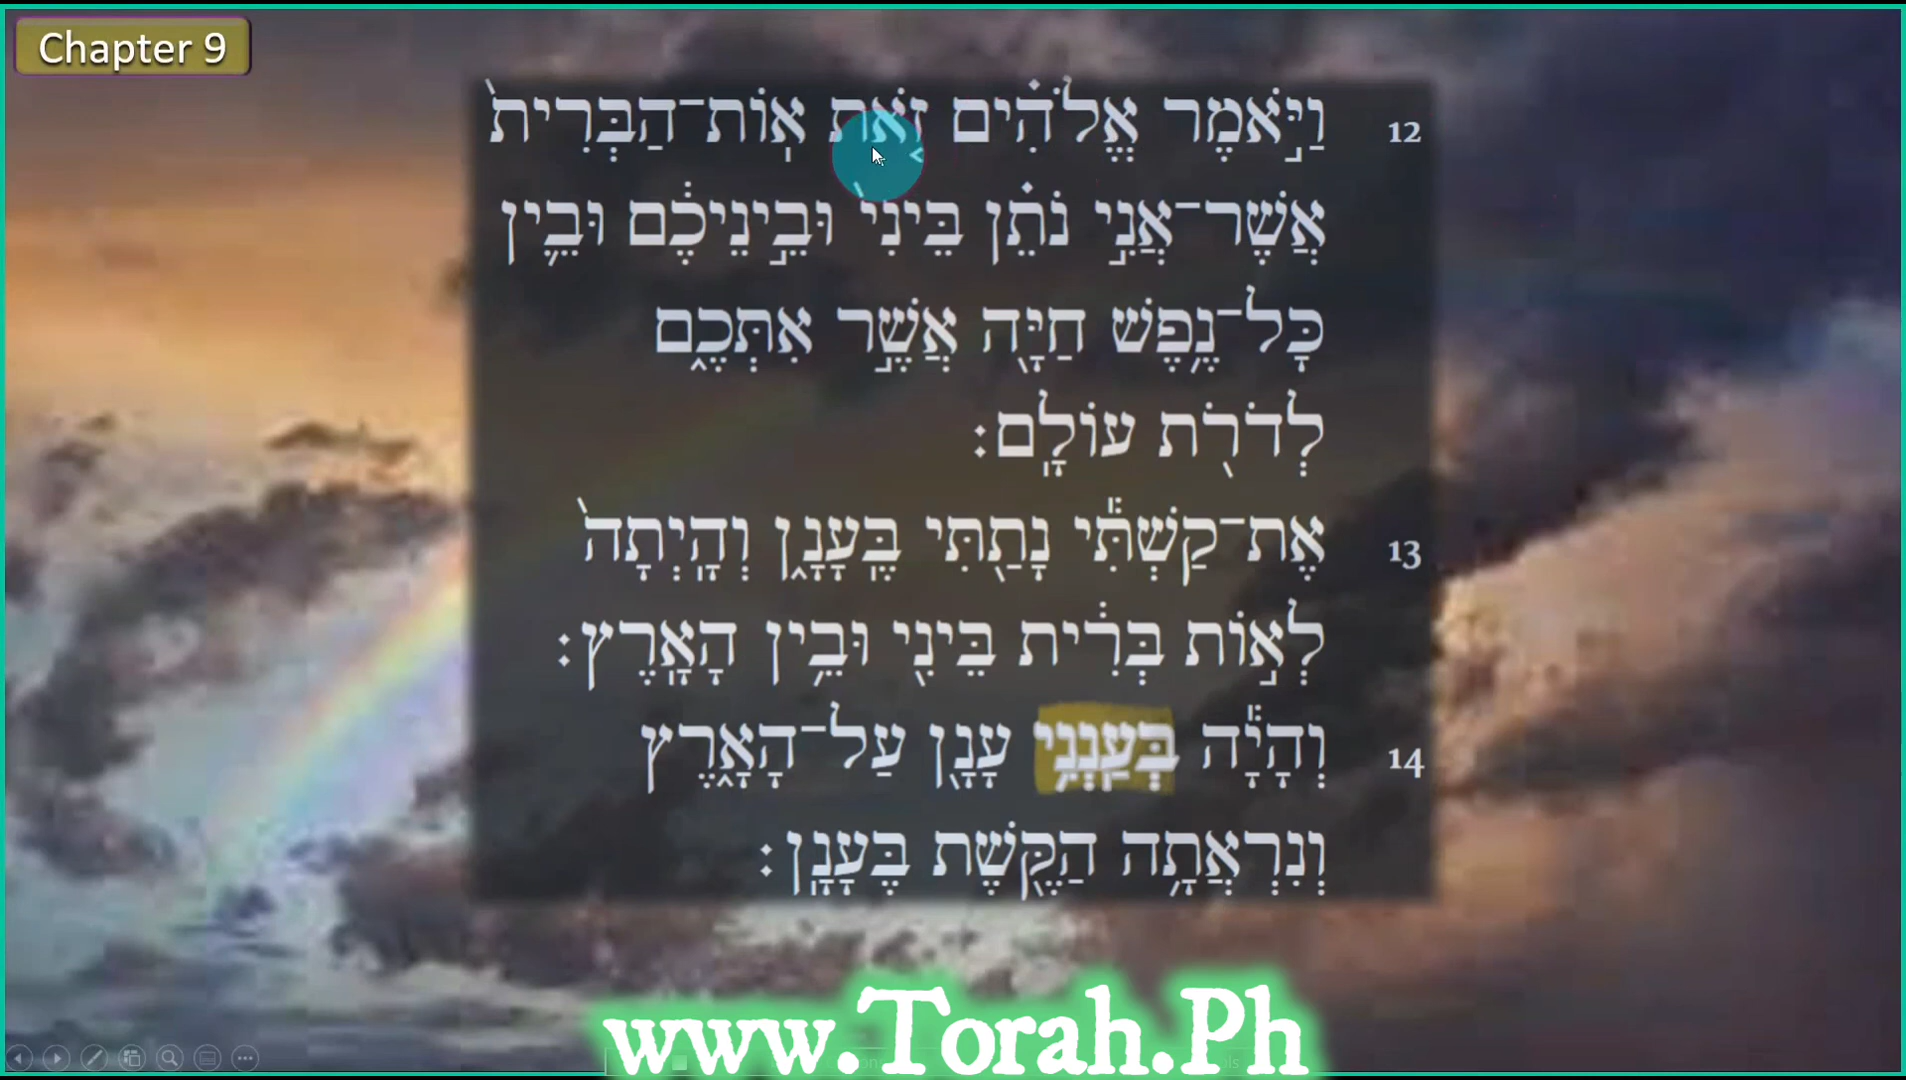 Chapter 9
12 וַיֹּ֣אמֶר אֱלֹהִ֗ים זֹ֤את אֽוֹת־הַבְּרִית֙
אֲשֶׁר־אֲנִ֣י נֹתֵ֗ן בֵּינִי֙ וּבֵ֣ינֵיכֶ֔ם וּבֵ֛ין
כָּל־נֶ֥פֶשׁ חַיָּ֖ה אֲשֶׁ֣ר אִתְּכֶ֑ם
לְדֹרֹ֖ת עוֹלָֽם׃
13 אֶת־קַשְׁתִּ֕י נָתַ֖תִּי בֶּֽעָנָ֑ן וְהָֽיְתָה֙
לְא֣וֹת בְּרִ֔ית בֵּינִ֖י וּבֵ֥ין הָאָֽרֶץ׃
14 וְהָיָ֕ה בְּעַֽנְנִ֥י עָנָ֖ן עַל־הָאָ֑רֶץ
וְנִרְאֲתָ֥ה הַקֶּ֖שֶׁת בֶּעָנָֽן׃
www.Torah.Ph